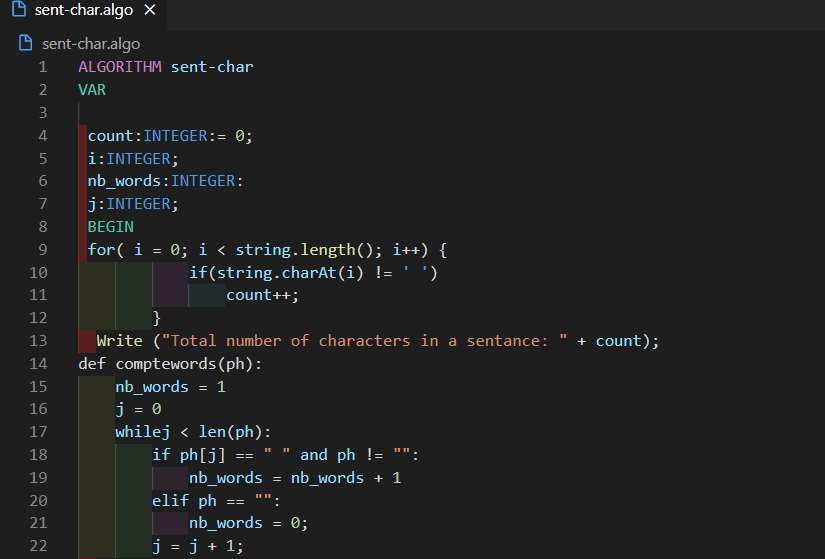 sent-char.algo ×
sent-char.algo
1 ALGORITHM sent-char
2 VAR
3
4 count:INTEGER:= 0;
5 i:INTEGER;
6 nb_words:INTEGER:
7 j:INTEGER;
8 BEGIN
9 for( i = 0; i < string.length(); i++) {
10 if(string.charAt(i) != ' ')
11 count++;
12 }
13 Write ("Total number of characters in a sentance: " + count);
14 def comptewords(ph):
15 nb_words = 1
16 j = 0
17 whilej < len(ph):
18 if ph[j] == " " and ph != "":
19 nb_words = nb_words + 1
20 elif ph == "":
21 nb_words = 0;
22 j = j + 1;